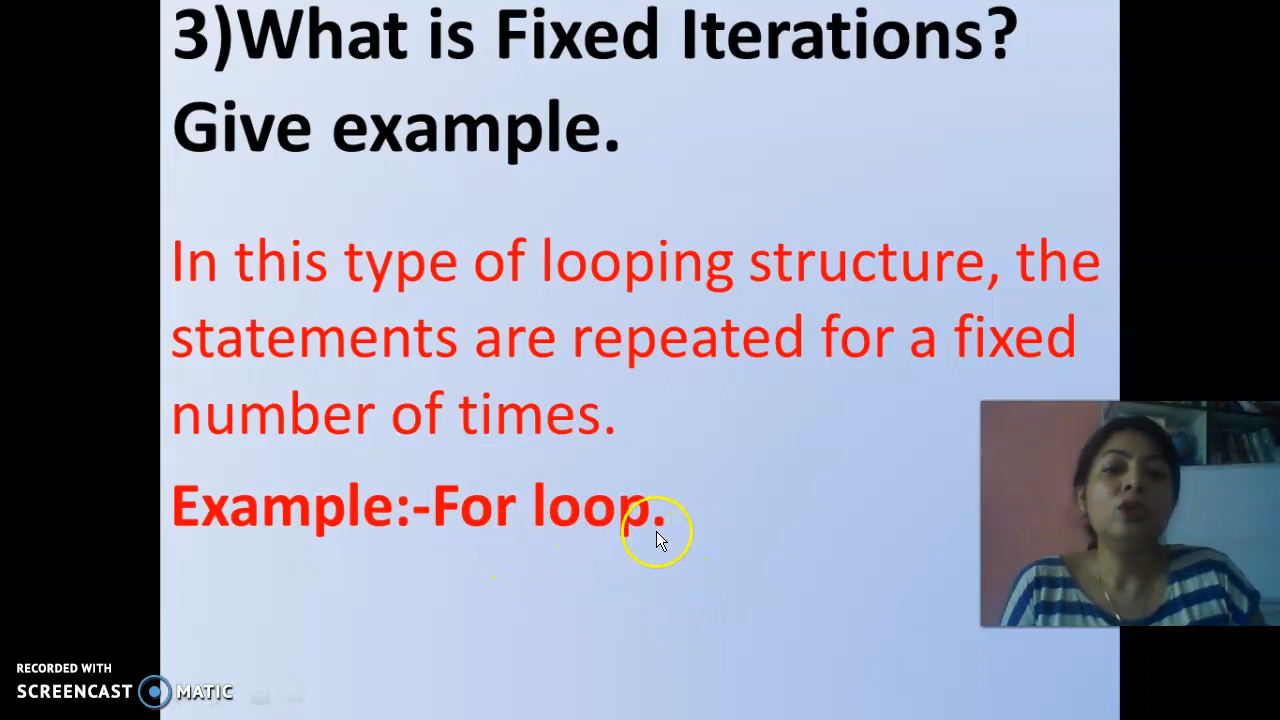 3)What is Fixed Iterations?
Give example.
In this type of looping structure, the
statements are repeated for a fixed
number of times.
Example:-For loop.
RECORDED WITH
SCREENCAST MATIC